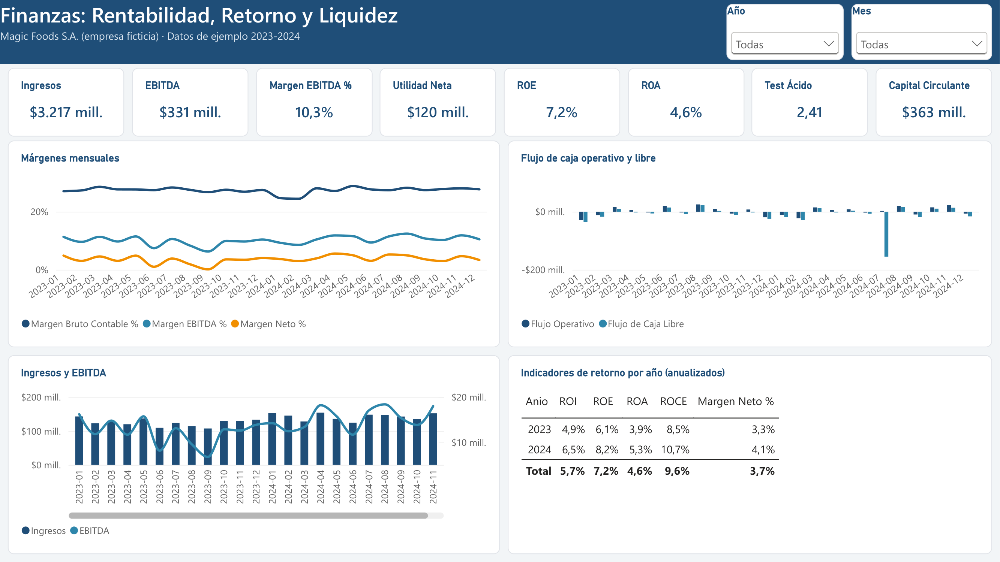 Finanzas: Rentabilidad, Retorno y Liquidez
Magic Foods S.A. (empresa ficticia) · Datos de ejemplo 2023-2024
Año
Todas
Mes
Todas
Ingresos
$3.217 mill.
EBITDA
$331 mill.
Margen EBITDA %
10,3%
Utilidad Neta
$120 mill.
ROE
7,2%
ROA
4,6%
Test Ácido
2,41
Capital Circulante
$363 mill.
Márgenes mensuales
20%
0%
2023-01
2023-02
2023-03
2023-04
2023-05
2023-06
2023-07
2023-08
2023-09
2023-10
2023-11
2023-12
2024-01
2024-02
2024-03
2024-04
2024-05
2024-06
2024-07
2024-08
2024-09
2024-10
2024-11
2024-12
Margen Bruto Contable % Margen EBITDA % Margen Neto %
Flujo de caja operativo y libre
$0 mill.
-$200 mill.
2023-01
2023-02
2023-03
2023-04
2023-05
2023-06
2023-07
2023-08
2023-09
2023-10
2023-11
2023-12
2024-01
2024-02
2024-03
2024-04
2024-05
2024-06
2024-07
2024-08
2024-09
2024-10
2024-11
2024-12
Flujo Operativo Flujo de Caja Libre
Ingresos y EBITDA
$200 mill.
$100 mill.
$0 mill.
$20 mill.
$10 mill.
2023-01
2023-02
2023-03
2023-04
2023-05
2023-06
2023-07
2023-08
2023-09
2023-10
2023-11
2023-12
2024-01
2024-02
2024-03
2024-04
2024-05
2024-06
2024-07
2024-08
2024-09
2024-10
2024-11
Ingresos EBITDA
Indicadores de retorno por año (anualizados)
Anio ROI ROE ROA ROCE Margen Neto %
2023 4,9% 6,1% 3,9% 8,5% 3,3%
2024 6,5% 8,2% 5,3% 10,7% 4,1%
Total 5,7% 7,2% 4,6% 9,6% 3,7%